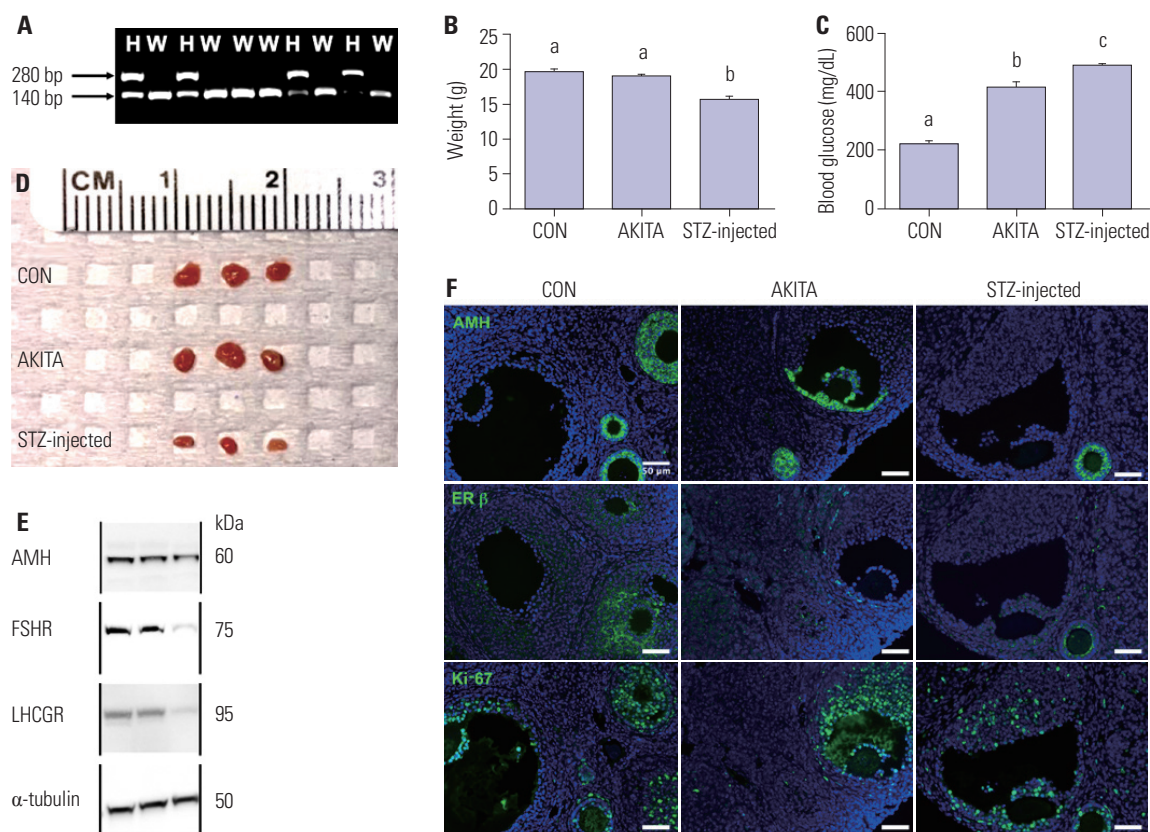 A
H W H W W W H W H W
280 bp
140 bp
B
25
20
15
10
5
0
Weight (g)
a
a
b
CON
AKITA
STZ-injected
C
600
400
200
0
Blood glucose (mg/dL)
a
b
c
CON
AKITA
STZ-injected
D
CM 1 2 3
CON
AKITA
STZ-injected
E
kDa
AMH
60
FSHR
75
LHCGR
95
α-tubulin
50
F
CON
AKITA
STZ-injected
AMH
50 μm
ER β
Ki-67